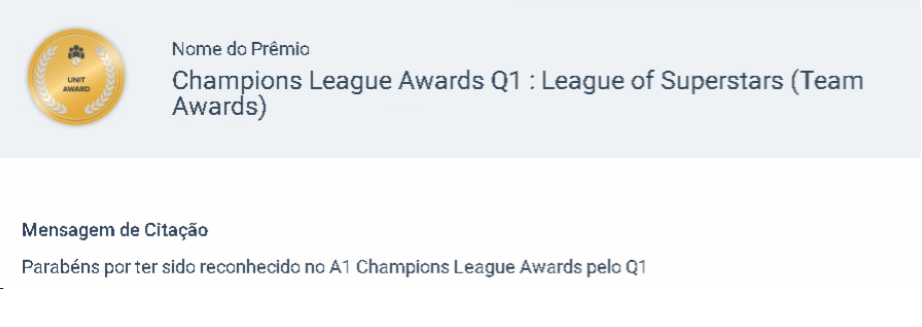 UNIT
AWARD
Nome do Prêmio
Champions League Awards Q1 : League of Superstars (Team
Awards)
Mensagem de Citação
Parabéns por ter sido reconhecido no A1 Champions League Awards pelo Q1